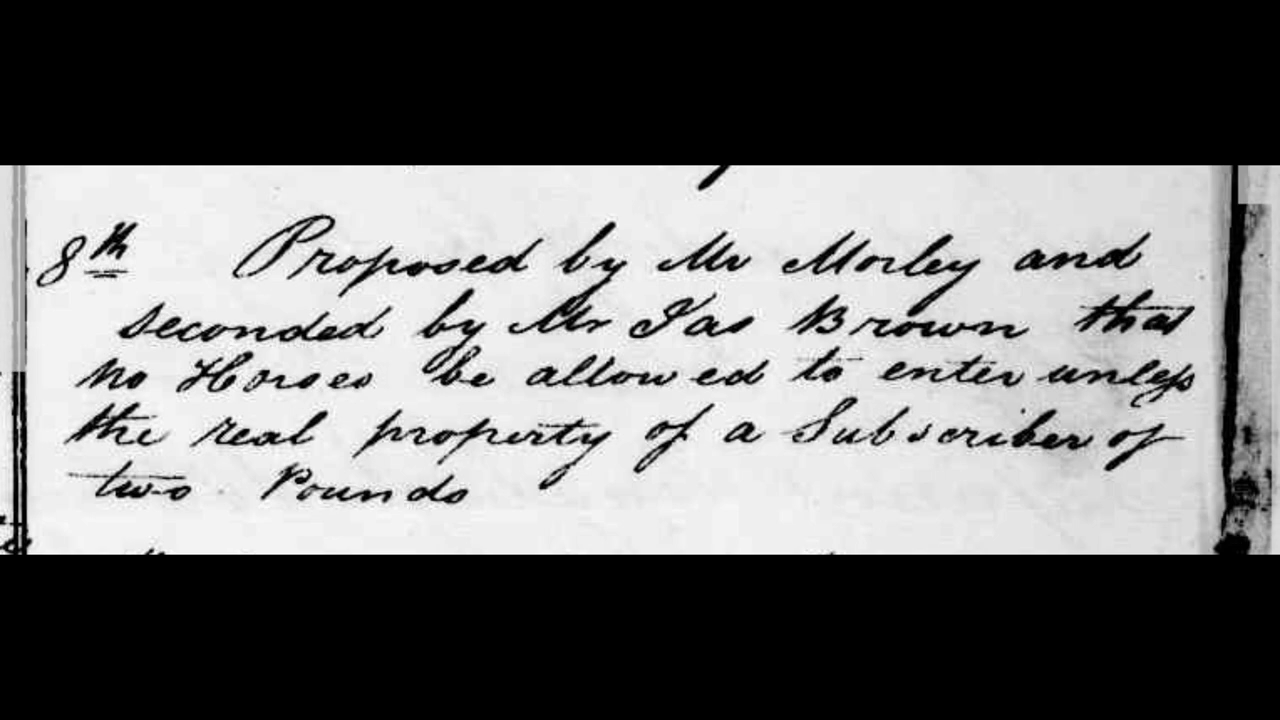 8th Proposed by Mr Morley and
seconded by Mr Jas Brown that
no Horses be allowed to enter unless
the real property of a Subscriber of
two Pounds